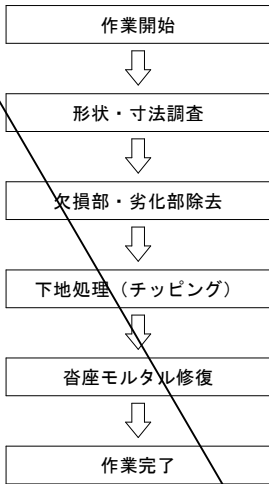 作業開始
形状・寸法調査
欠損部・劣化部除去
下地処理（チッピング）
沓座モルタル修復
作業完了